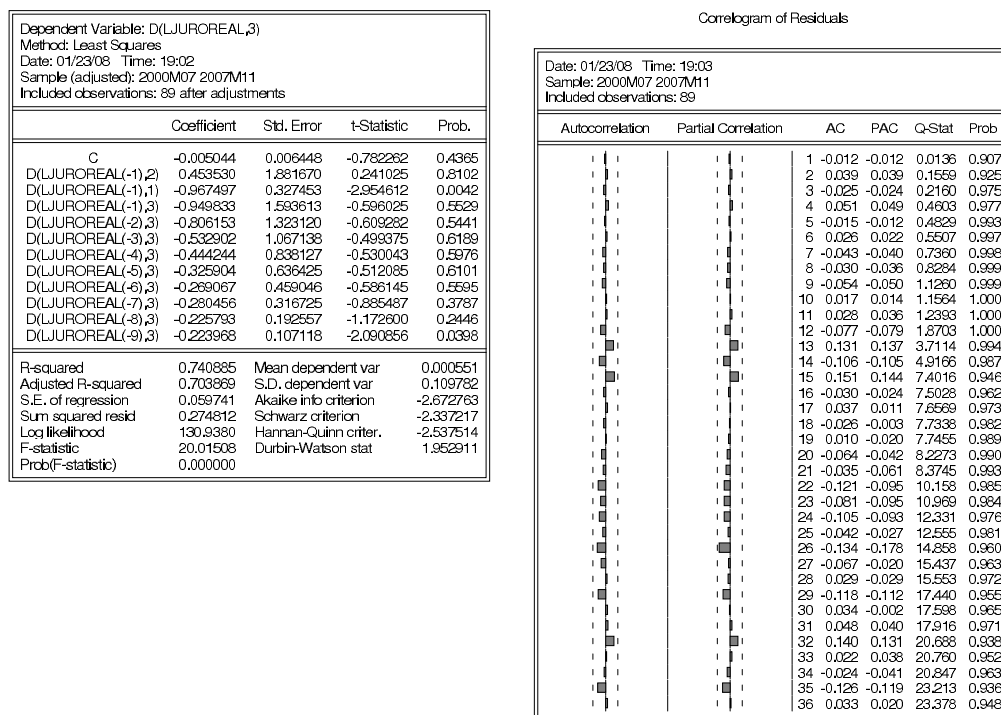 Dependent Variable: D(LJUROREAL,3)
Method: Least Squares
Date: 01/23/08 Time: 19:02
Sample (adjusted): 2000M07 2007M11
Included observations: 89 after adjustments
Coefficient Std. Error t-Statistic Prob.
C -0.005044 0.006448 -0.782262 0.4365
D(LJUROREAL(-1),2) 0.453530 1.881670 0.241025 0.8102
D(LJUROREAL(-1),1) -0.967497 0.327453 -2.954612 0.0042
D(LJUROREAL(-1),3) -0.949833 1.593613 -0.596025 0.5529
D(LJUROREAL(-2),3) -0.806153 1.323120 -0.609282 0.5441
D(LJUROREAL(-3),3) -0.532902 1.067138 -0.499375 0.6189
D(LJUROREAL(-4),3) -0.444244 0.838127 -0.530043 0.5976
D(LJUROREAL(-5),3) -0.325904 0.636425 -0.512085 0.6101
D(LJUROREAL(-6),3) -0.269067 0.459046 -0.586145 0.5595
D(LJUROREAL(-7),3) -0.280456 0.316725 -0.885487 0.3787
D(LJUROREAL(-8),3) -0.225793 0.192557 -1.172600 0.2446
D(LJUROREAL(-9),3) -0.223968 0.107118 -2.090856 0.0398
R-squared 0.740885 Mean dependent var 0.000551
Adjusted R-squared 0.703869 S.D. dependent var 0.109782
S.E. of regression 0.059741 Akaike info criterion -2.672763
Sum squared resid 0.274812 Schwarz criterion -2.337217
Log likelihood 130.9380 Hannan-Quinn criter. -2.537514
F-statistic 20.01508 Durbin-Watson stat 1.952911
Prob(F-statistic) 0.000000
Correlogram of Residuals
Date: 01/23/08 Time: 19:03
Sample: 2000M07 2007M11
Included observations: 89
Autocorrelation Partial Correlation AC PAC Q-Stat Prob
1 -0.012 -0.012 0.0136 0.907
2 0.039 0.039 0.1559 0.925
3 -0.025 -0.024 0.2160 0.975
4 0.051 0.049 0.4603 0.977
5 -0.015 -0.012 0.4829 0.993
6 0.026 0.022 0.5507 0.997
7 -0.043 -0.040 0.7360 0.998
8 -0.030 -0.036 0.8284 0.999
9 -0.054 -0.050 1.1260 0.999
10 0.017 0.014 1.1564 1.000
11 0.028 0.036 1.2393 1.000
12 -0.077 -0.079 1.8703 1.000
13 0.131 0.137 3.7114 0.994
14 -0.106 -0.105 4.9166 0.987
15 0.151 0.144 7.4016 0.946
16 -0.030 -0.024 7.5028 0.962
17 0.037 0.011 7.6569 0.973
18 -0.026 -0.003 7.7338 0.982
19 0.010 -0.020 7.7455 0.989
20 -0.064 -0.042 8.2273 0.990
21 -0.035 -0.061 8.3745 0.993
22 -0.121 -0.095 10.158 0.985
23 -0.081 -0.095 10.969 0.984
24 -0.105 -0.093 12.331 0.976
25 -0.042 -0.027 12.555 0.981
26 -0.134 -0.178 14.858 0.960
27 -0.067 -0.020 15.437 0.963
28 0.029 -0.029 15.553 0.972
29 -0.118 -0.112 17.440 0.955
30 0.034 -0.002 17.598 0.965
31 0.048 0.040 17.916 0.971
32 0.140 0.131 20.688 0.938
33 0.022 0.038 20.760 0.952
34 -0.024 -0.041 20.847 0.963
35 -0.126 -0.119 23.213 0.936
36 0.033 0.020 23.378 0.948